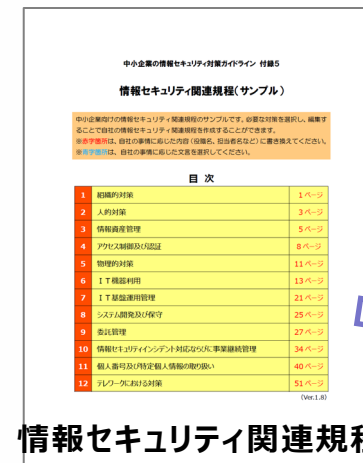 中小企業の情報セキュリティ対策ガイドライン 付録5
情報セキュリティ関連規程(サンプル)
中小企業向けの情報セキュリティ関連規程のサンプルです。必要な対策を選択し、編集す
ることで自社の情報セキュリティ関連規程を作成することができます。
※赤字箇所は、自社の事情に応じた内容(役職名、担当者名など)に書き換えてください。
※青字箇所は、自社の事情に応じた文言を選択してください。
目 次
1 組織的対策 1 ページ
2 人的対策 3 ページ
3 情報資産管理 5 ページ
4 アクセス制御及び認証 8 ページ
5 物理的対策 11 ページ
6 IT機器利用 13 ページ
7 IT基盤運用管理 21 ページ
8 システム開発及び保守 25 ページ
9 委託管理 27 ページ
10 情報セキュリティインシデント対応ならびに事業継続管理 34 ページ
11 個人番号及び特定個人情報の取り扱い 40 ページ
12 テレワークにおける対策 51 ページ
(Ver.1.8)
情報セキュリティ関連規程